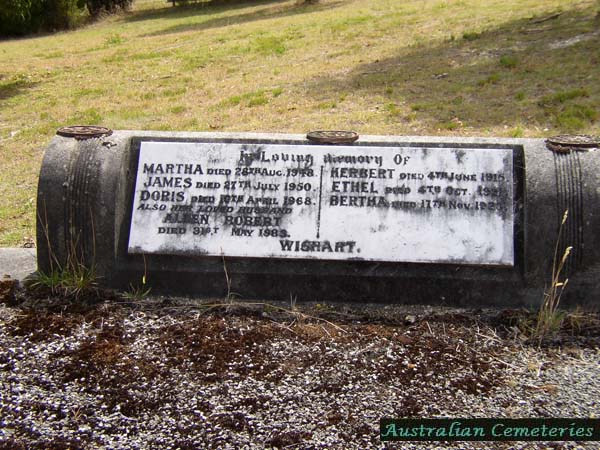 In Loving Memory Of
MARTHA DIED 28TH AUG. 1948.
JAMES DIED 27TH JULY 1950.
DORIS, DIED 10TH APRIL 1968.
ALSO HER LOVED HUSBAND
ALLEN ROBERT
DIED 31ST MAY 1983.
HERBERT DIED 4TH JUNE 1915.
ETHEL DIED OCT.
BERTHA, DIED 17TH NOV.
WISHART.
Australian Cemeteries